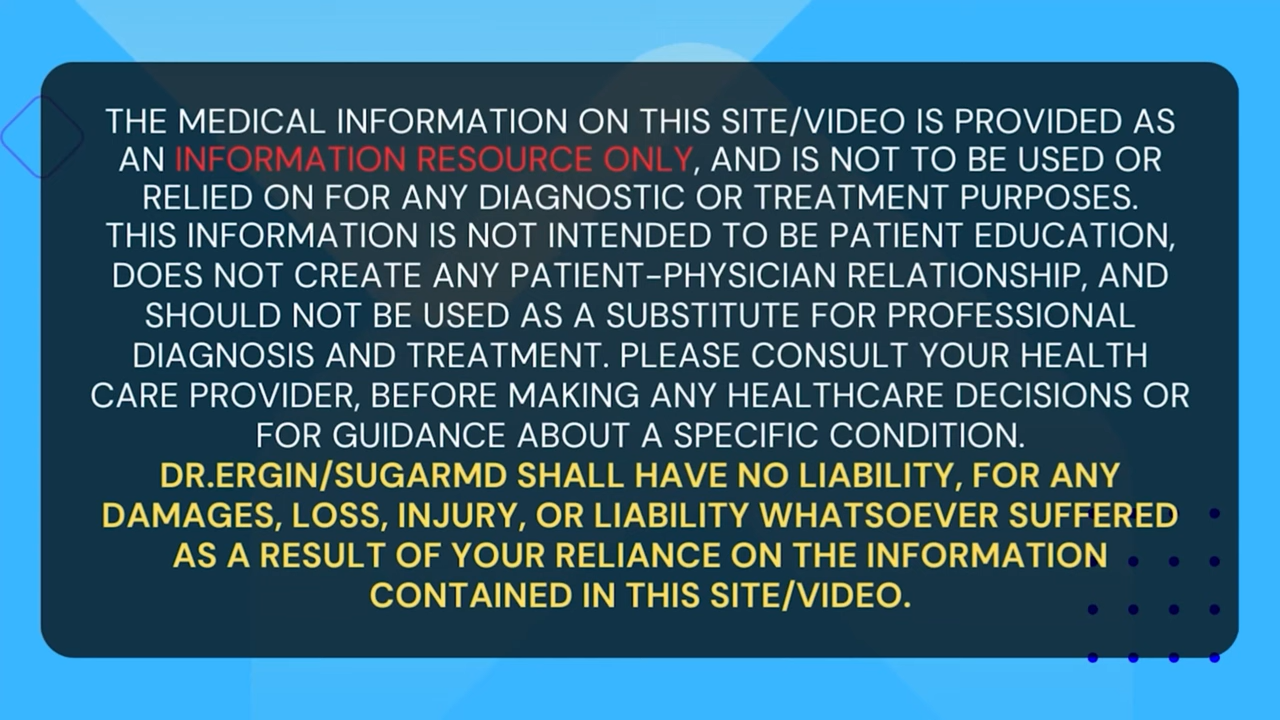 THE MEDICAL INFORMATION ON THIS SITE/VIDEO IS PROVIDED AS
AN INFORMATION RESOURCE ONLY, AND IS NOT TO BE USED OR
RELIED ON FOR ANY DIAGNOSTIC OR TREATMENT PURPOSES.
THIS INFORMATION IS NOT INTENDED TO BE PATIENT EDUCATION,
DOES NOT CREATE ANY PATIENT-PHYSICIAN RELATIONSHIP, AND
SHOULD NOT BE USED AS A SUBSTITUTE FOR PROFESSIONAL
DIAGNOSIS AND TREATMENT. PLEASE CONSULT YOUR HEALTH
CARE PROVIDER, BEFORE MAKING ANY HEALTHCARE DECISIONS OR
FOR GUIDANCE ABOUT A SPECIFIC CONDITION.
DR.ERGIN/SUGARMD SHALL HAVE NO LIABILITY, FOR ANY
DAMAGES, LOSS, INJURY, OR LIABILITY WHATSOEVER SUFFERED
AS A RESULT OF YOUR RELIANCE ON THE INFORMATION
CONTAINED IN THIS SITE/VIDEO.